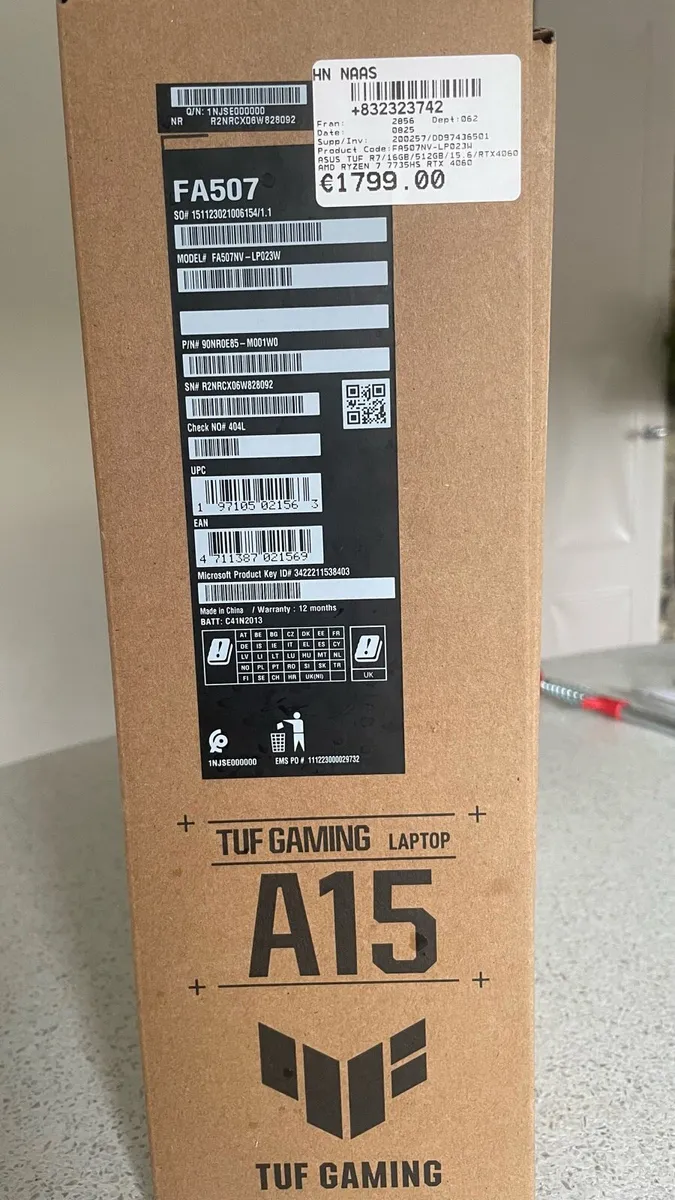 HN NAAS
+832323742
Fran: 2856 Dept:062
Date: 0825
Supp/Inv: 200257/DD97436501
Product Code:FA507NV-LP023W
ASUS TUF R7/16GB/512GB/15.6/RTX4060
AMD RYZEN 7 7735HS RTX 4060
€1799.00
Q/N: 1NJSE000000
NR R2NRCX06W828092
FA507
SO# 151123021006154/1.1
MODEL# FA507NV-LP023W
P/N# 90NR0E85-M001W0
SN# R2NRCX06W828092
Check NO# 404L
UPC
1 97105 02156 3
EAN
4 711387 021569
Microsoft Product Key ID# 3422211538403
Made in China / Warranty : 12 months
BATT: C41N2013
AT BE BG CZ DK EE FR
DE IS IE IT EL ES CY
LV LI LT LU HU MT NL
NO PL PT RO SI SK TR
FI SE CH HR UK(NI)
UK
1NJSE000000 EMS PO # 111223000029732
TUF GAMING LAPTOP
A15
TUF GAMING